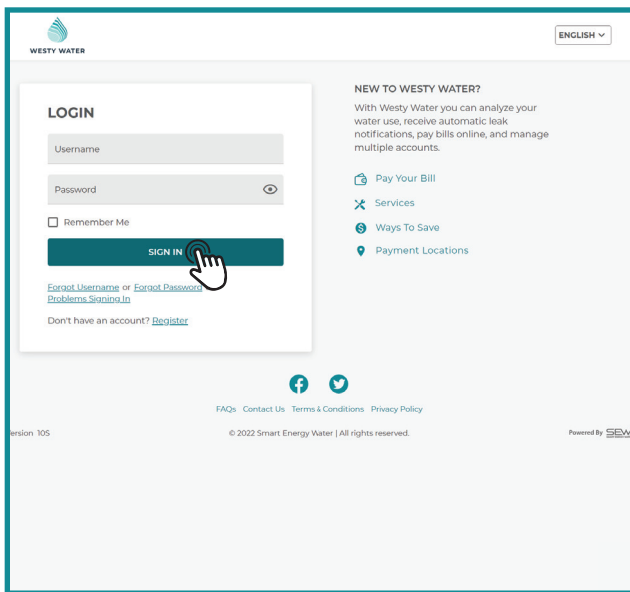 WESTY WATER
ENGLISH
LOGIN
Username
Password
Remember Me
SIGN IN
Forgot Username or Forgot Password
Problems Signing In
Don't have an account? Register
NEW TO WESTY WATER?
With Westy Water you can analyze your
water use, receive automatic leak
notifications, pay bills online, and manage
multiple accounts.
Pay Your Bill
Services
Ways To Save
Payment Locations
FAQs Contact Us Terms & Conditions Privacy Policy
ersion 105
© 2022 Smart Energy Water | All rights reserved.
Powered By SEW